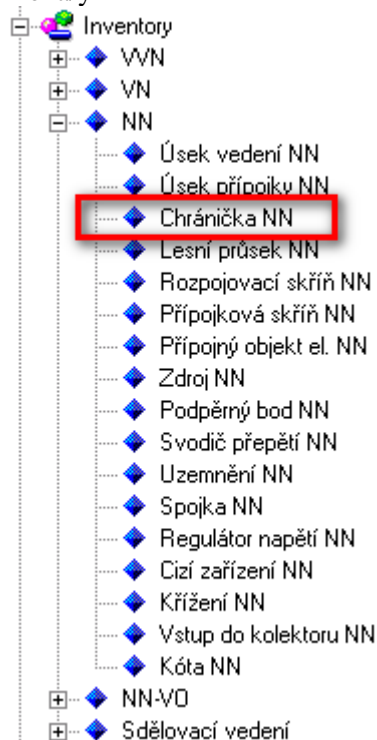 Inventory
VVN
VN
NN
Úsek vedení NN
Úsek přípojky NN
Chránička NN
Lesní průsek NN
Rozpojovací skříň NN
Přípojková skříň NN
Přípojný objekt el. NN
Zdroj NN
Podpěrný bod NN
Svodič přepětí NN
Uzemnění NN
Spojka NN
Regulátor napětí NN
Cizí zařízení NN
Křížení NN
Vstup do kolektoru NN
Kóta NN
NN-VO
Sdělovací vedení